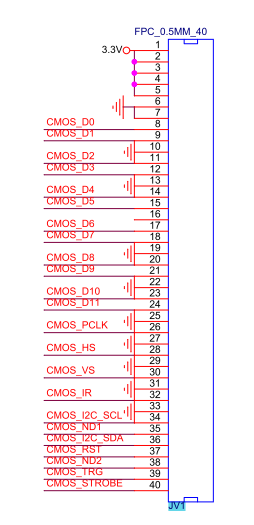 FPC_0.5MM_40
3.3V
1
2
3
4
5
6
7
CMOS_D0 8
CMOS_D1 9
10
CMOS_D2 11
CMOS_D3 12
13
CMOS_D4 14
CMOS_D5 15
16
CMOS_D6 17
CMOS_D7 18
19
CMOS_D8 20
CMOS_D9 21
22
CMOS_D10 23
CMOS_D11 24
25
CMOS_PCLK 26
27
CMOS_HS 28
29
CMOS_VS 30
31
CMOS_IR 32
33
CMOS_I2C_SCL 34
CMOS_ND1 35
CMOS_I2C_SDA 36
CMOS_RST 37
CMOS_ND2 38
CMOS_TRG 39
CMOS_STROBE 40
JV1